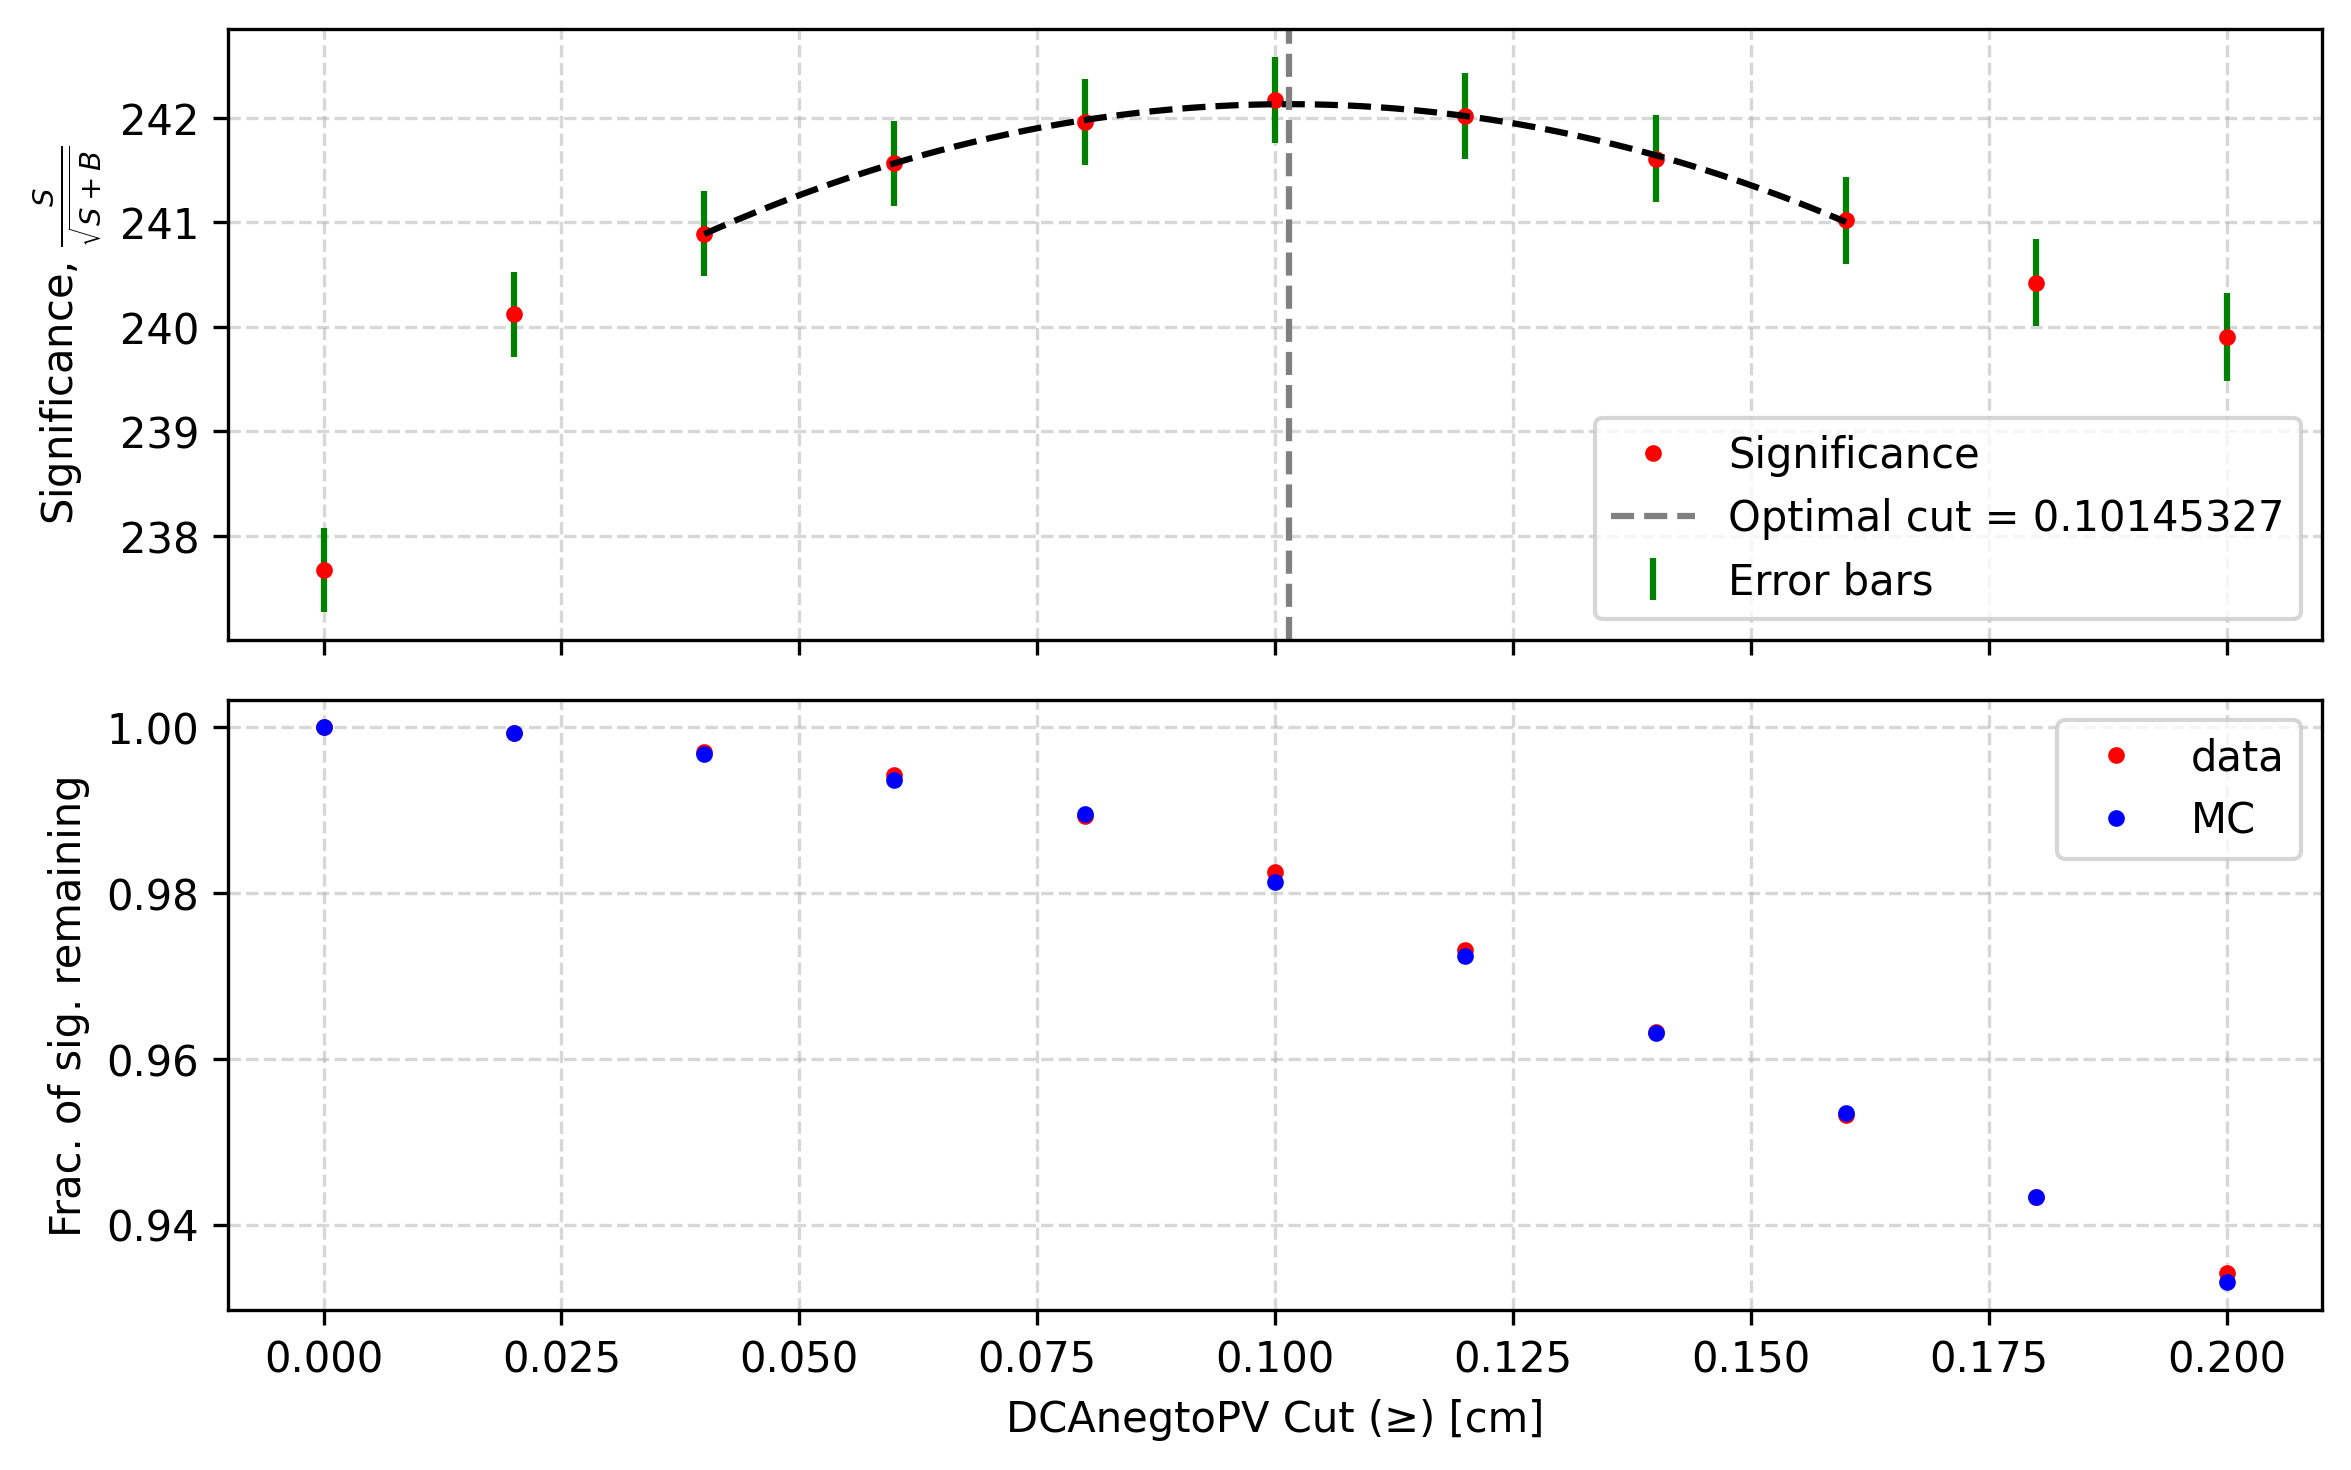 Significance, S/√(S + B)
242
241
240
239
238
Significance
Optimal cut = 0.10145327
Error bars
Frac. of sig. remaining
1.00
0.98
0.96
0.94
data
MC
0.000 0.025 0.050 0.075 0.100 0.125 0.150 0.175 0.200
DCAnegtoPV Cut (≥) [cm]